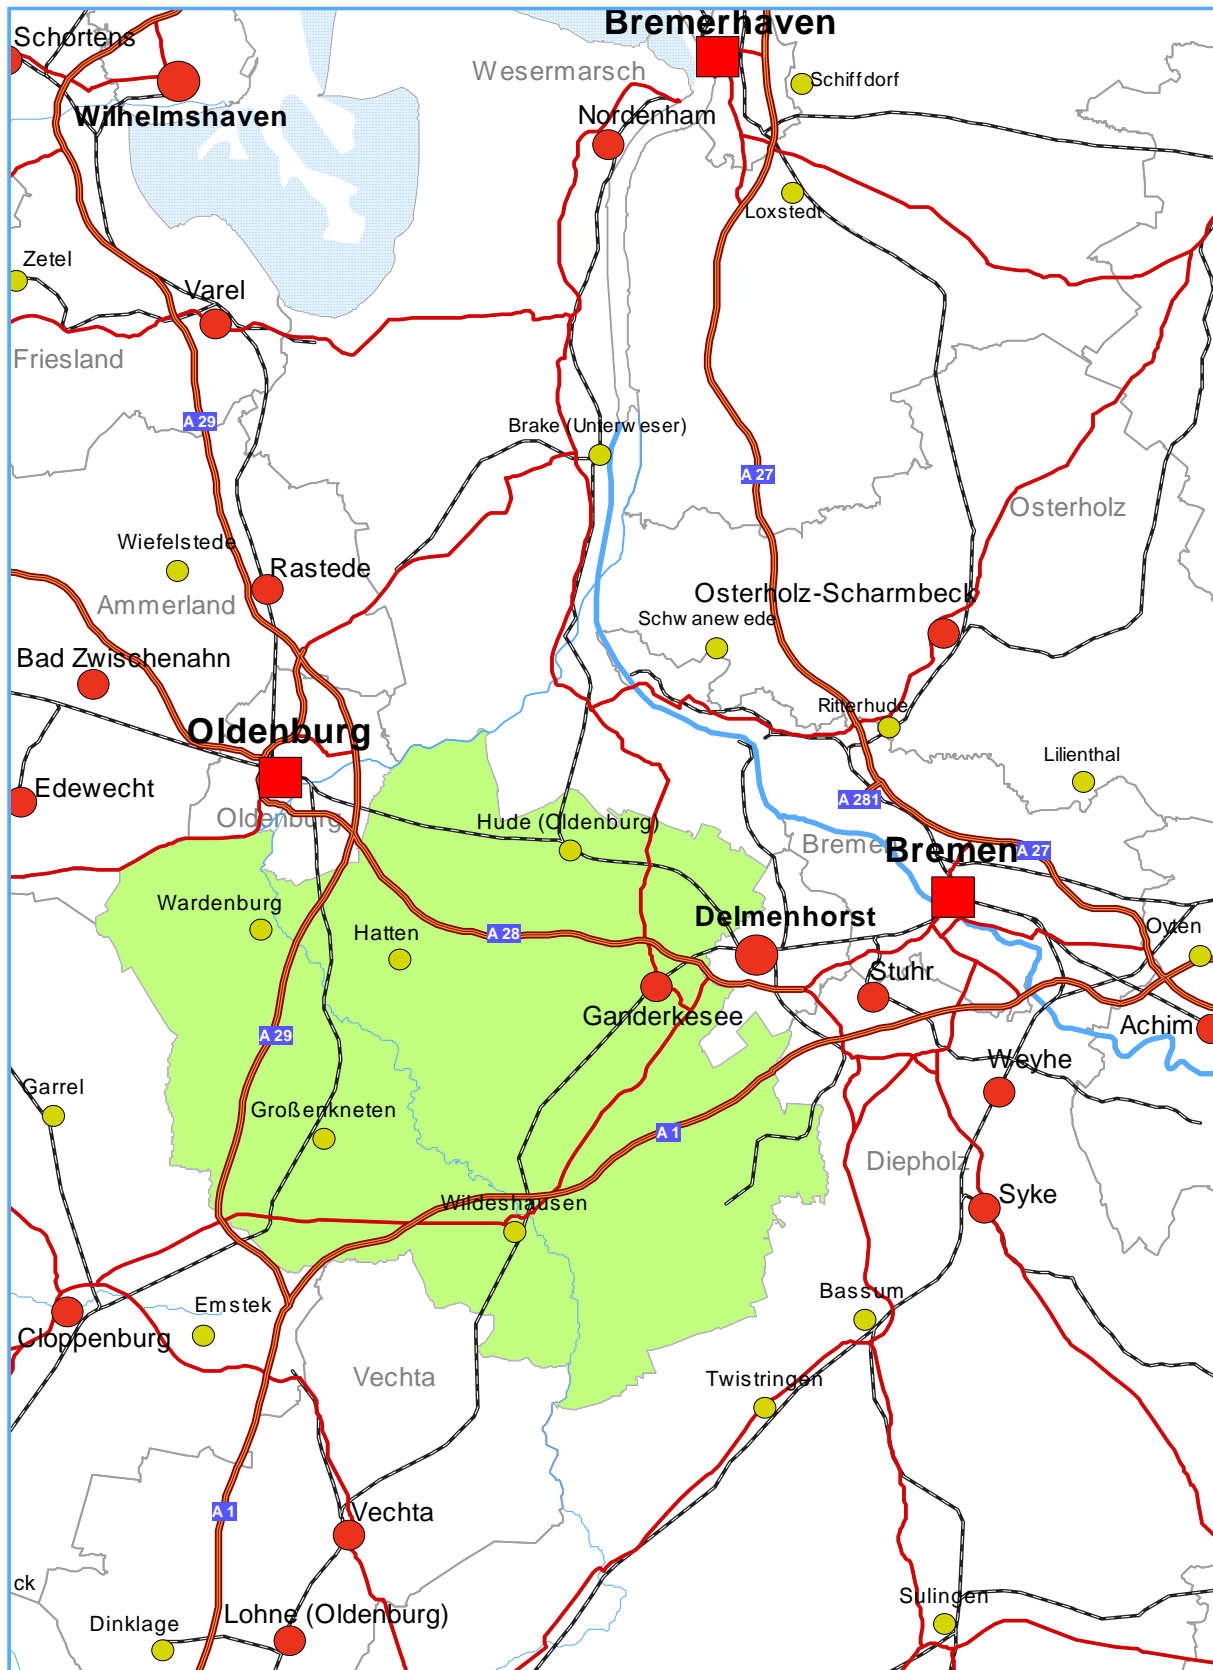 Bremerhaven
Schortens
Wesermarsch
Schiffdorf
Wilhelmshaven
Nordenham
Loxstedt
Zetel
Varel
Friesland
A 29
Brake (Unterweser)
A 27
Osterholz
Wiefelstede
Rastede
Ammerland
Osterholz-Scharmbeck
Schwanewede
Bad Zwischenahn
Ritterhude
Oldenburg
Lilienthal
Edewecht
A 281
Oldenburg
Hude (Oldenburg)
Bremen
Bremen
A 27
Wardenburg
Delmenhorst
Hatten
A 28
Oyten
Stuhr
Ganderkesee
Achim
A 29
Weyhe
Garrel
Großenkneten
A 1
Diepholz
Wildeshausen
Syke
Emstek
Bassum
Cloppenburg
Vechta
Twistringen
A 1
Vechta
ck
Sulingen
Dinklage
Lohne (Oldenburg)